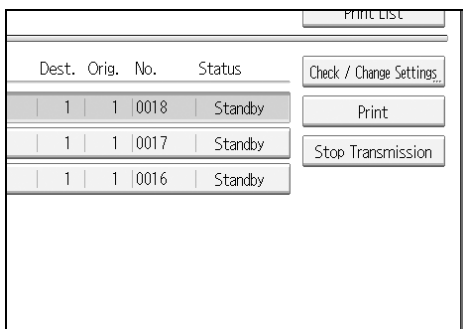 Print List
Dest. Orig. No. Status
Check / Change Settings
1 1 0018 Standby
Print
1 1 0017 Standby
Stop Transmission
1 1 0016 Standby